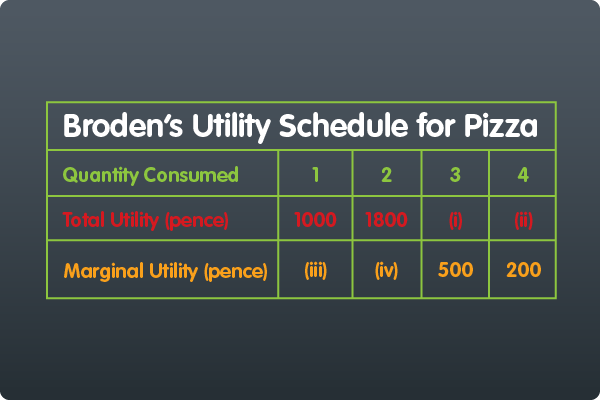 Broden's Utility Schedule for Pizza
Quantity Consumed 1 2 3 4
Total Utility (pence) 1000 1800 (i) (ii)
Marginal Utility (pence) (iii) (iv) 500 200